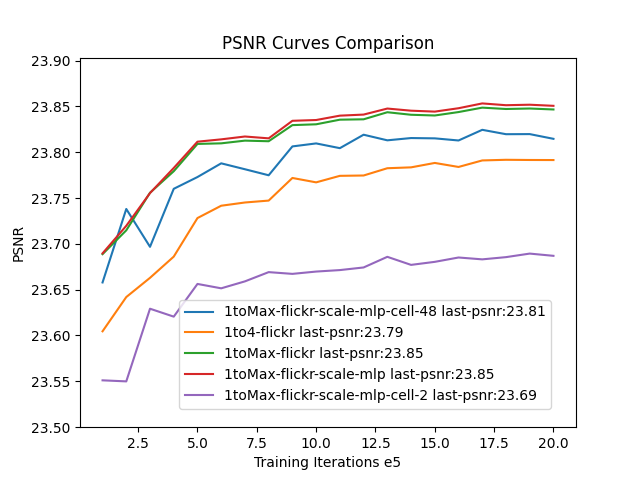 PSNR Curves Comparison
23.90
23.85
23.80
23.75
23.70
23.65
23.60
23.55
23.50
PSNR
1toMax-flickr-scale-mlp-cell-48 last-psnr:23.81
1to4-flickr last-psnr:23.79
1toMax-flickr last-psnr:23.85
1toMax-flickr-scale-mlp last-psnr:23.85
1toMax-flickr-scale-mlp-cell-2 last-psnr:23.69
2.5 5.0 7.5 10.0 12.5 15.0 17.5 20.0
Training Iterations e5